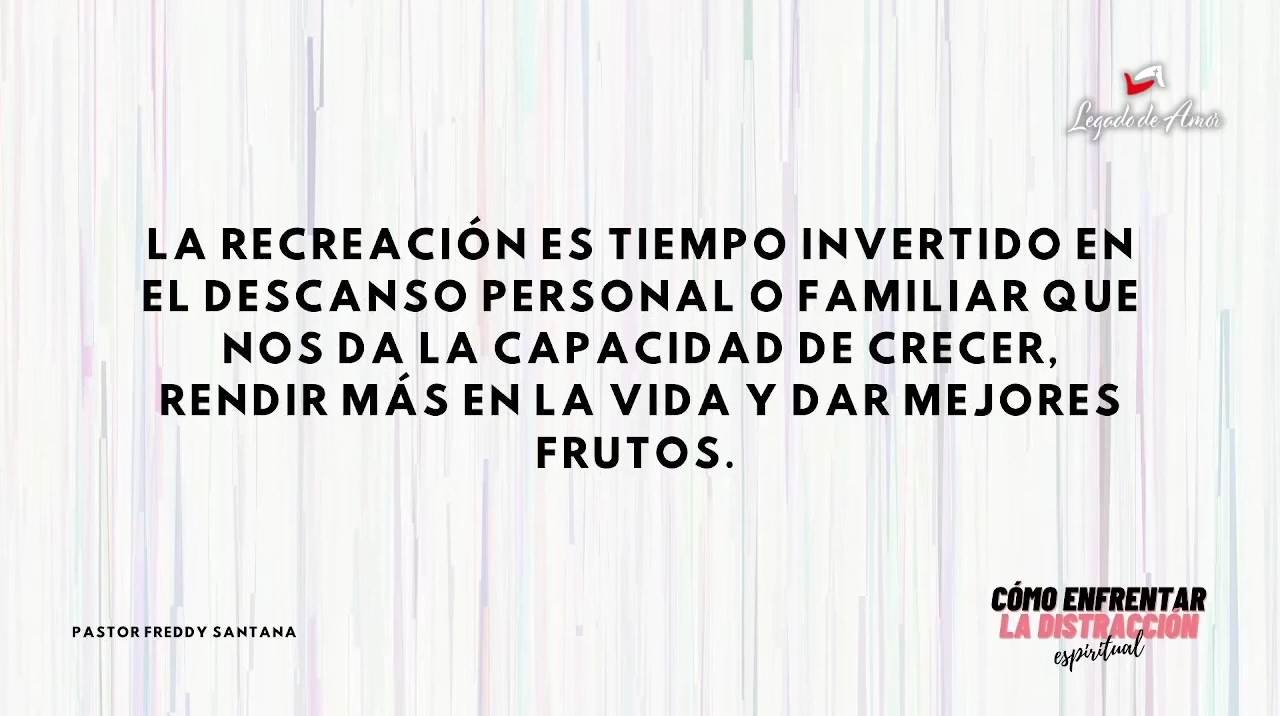 Legado de Amor
LA RECREACIÓN ES TIEMPO INVERTIDO EN
EL DESCANSO PERSONAL O FAMILIAR QUE
NOS DA LA CAPACIDAD DE CRECER,
RENDIR MÁS EN LA VIDA Y DAR MEJORES
FRUTOS.
PASTOR FREDDY SANTANA
CÓMO ENFRENTAR
LA DISTRACCIÓN
espiritual